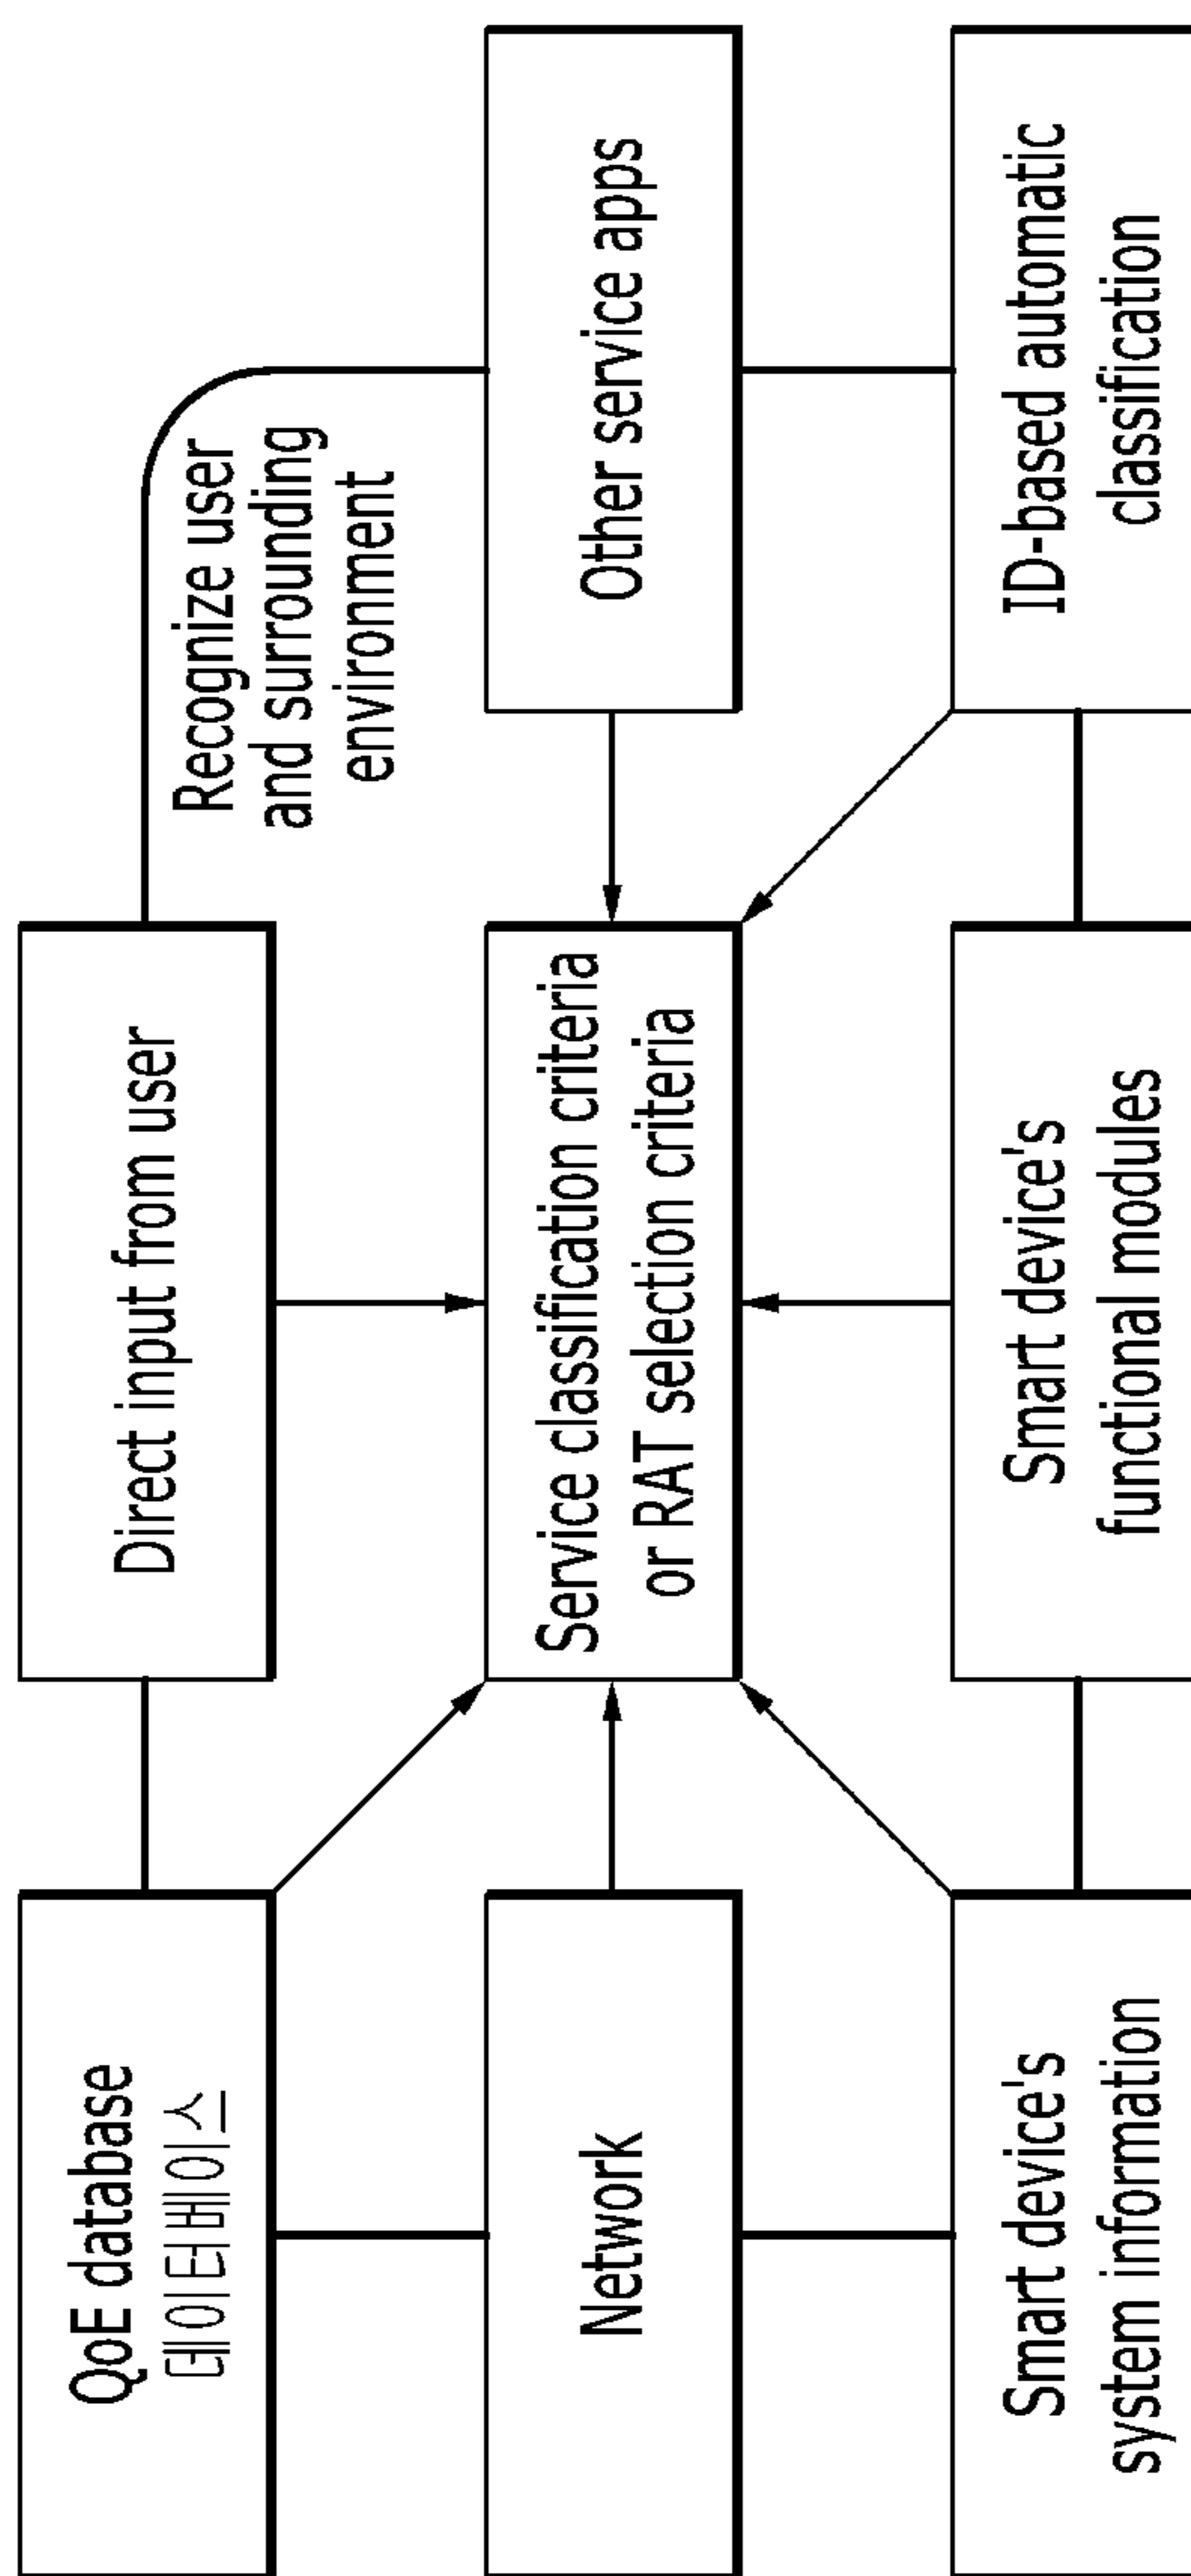 QoE database
데이터베이스
Direct input from user
Recognize user
and surrounding
environment
Network
Service classification criteria
or RAT selection criteria
Other service apps
Smart device's
system information
Smart device's
functional modules
ID-based automatic
classification